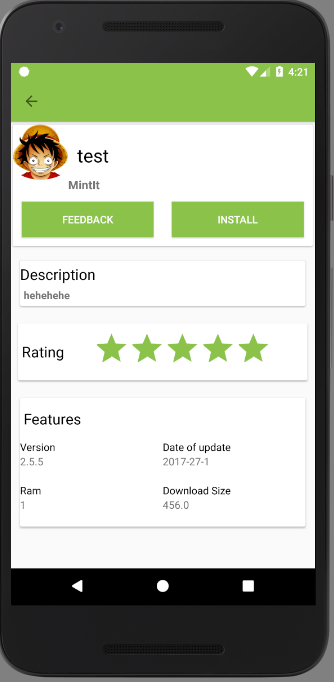 4:21
test
MintIt
FEEDBACK INSTALL
Description
hehehehe
Rating
Features
Version Date of update
2.5.5 2017-27-1
Ram Download Size
1 456.0